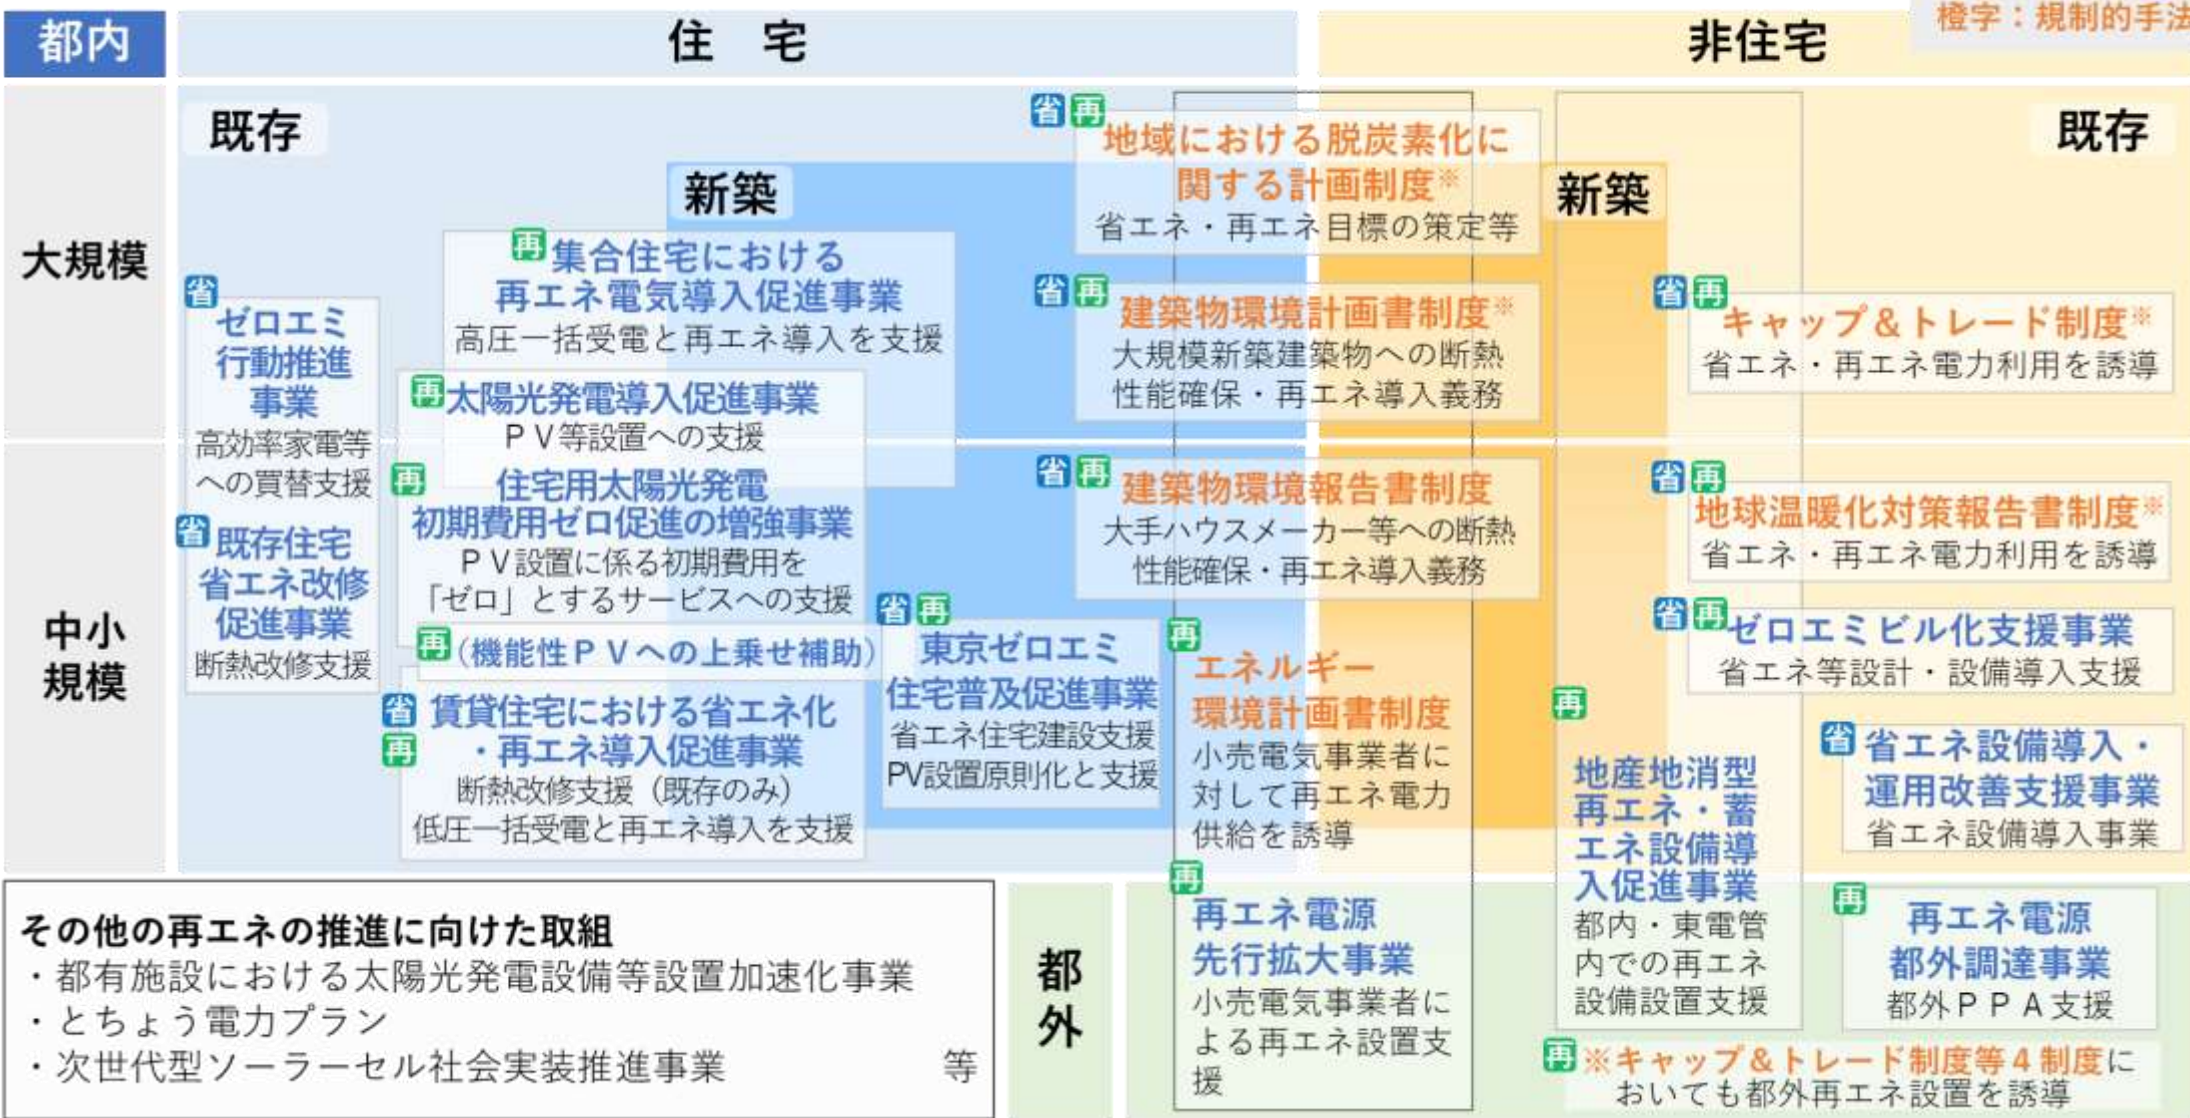 橙字：規制的手法
都内
住 宅
非住宅
大規模
既存
新築
省 再
地域における脱炭素化に
関する計画制度※
省エネ・再エネ目標の策定等
新築
既存
再 集合住宅における
再エネ電気導入促進事業
高圧一括受電と再エネ導入を支援
省
ゼロエミ
行動推進
事業
高効率家電等
への買替支援
再 太陽光発電導入促進事業
ＰＶ等設置への支援
省 再
建築物環境計画書制度※
大規模新築建築物への断熱
性能確保・再エネ導入義務
省 再
キャップ＆トレード制度※
省エネ・再エネ電力利用を誘導
中小
規模
省 既存住宅
省エネ改修
促進事業
断熱改修支援
再 住宅用太陽光発電
初期費用ゼロ促進の増強事業
ＰＶ設置に係る初期費用を
「ゼロ」とするサービスへの支援
再 (機能性ＰＶへの上乗せ補助)
省 賃貸住宅における省エネ化
再 ・再エネ導入促進事業
断熱改修支援（既存のみ）
低圧一括受電と再エネ導入を支援
省 再
東京ゼロエミ
住宅普及促進事業
省エネ住宅建設支援
PV設置原則化と支援
省 再 建築物環境報告書制度
大手ハウスメーカー等への断熱
性能確保・再エネ導入義務
再
エネルギー
環境計画書制度
小売電気事業者に
対して再エネ電力
供給を誘導
省 再
地球温暖化対策報告書制度※
省エネ・再エネ電力利用を誘導
省 再 ゼロエミビル化支援事業
省エネ等設計・設備導入支援
再
地産地消型
再エネ・蓄
エネ設備導
入促進事業
都内・東電管
内での再エネ
設備設置支援
省 省エネ設備導入・
運用改善支援事業
省エネ設備導入事業
その他の再エネの推進に向けた取組
・都有施設における太陽光発電設備等設置加速化事業
・とちょう電力プラン
・次世代型ソーラーセル社会実装推進事業 等
都
外
再
再エネ電源
先行拡大事業
小売電気事業者に
よる再エネ設置支
援
再 再エネ電源
都外調達事業
都外ＰＰＡ支援
再 ※キャップ＆トレード制度等４制度に
おいても都外再エネ設置を誘導